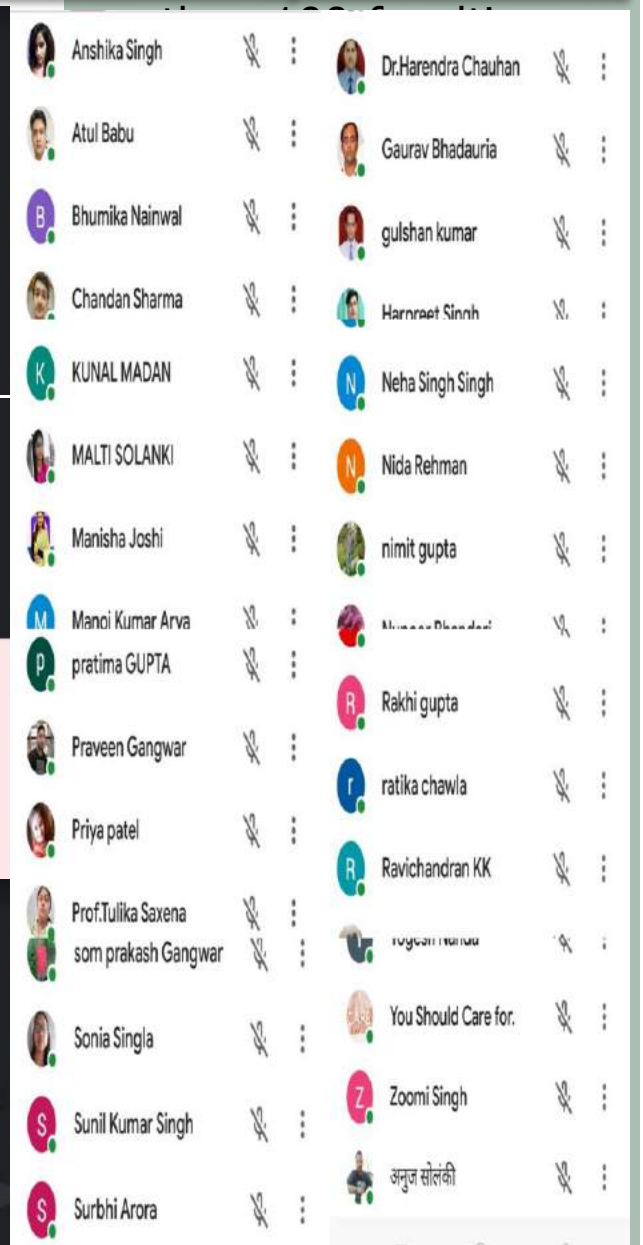 Anshika Singh
Atul Babu
B
Bhumika Nainwal
Chandan Sharma
K
KUNAL MADAN
MALTI SOLANKI
Manisha Joshi
M
Manoj Kumar Arya
p
pratima GUPTA
Praveen Gangwar
Priya patel
Prof.Tulika Saxena
som prakash Gangwar
Sonia Singla
S
Sunil Kumar Singh
S
Surbhi Arora
Dr.Harendra Chauhan
Gaurav Bhadauria
gulshan kumar
Harpreet Singh
N
Neha Singh Singh
N
Nida Rehman
nimit gupta
R
Rakhi gupta
r
ratika chawla
R
Ravichandran KK
You Should Care for.
Z
Zoomi Singh
अनुज सोलंकी